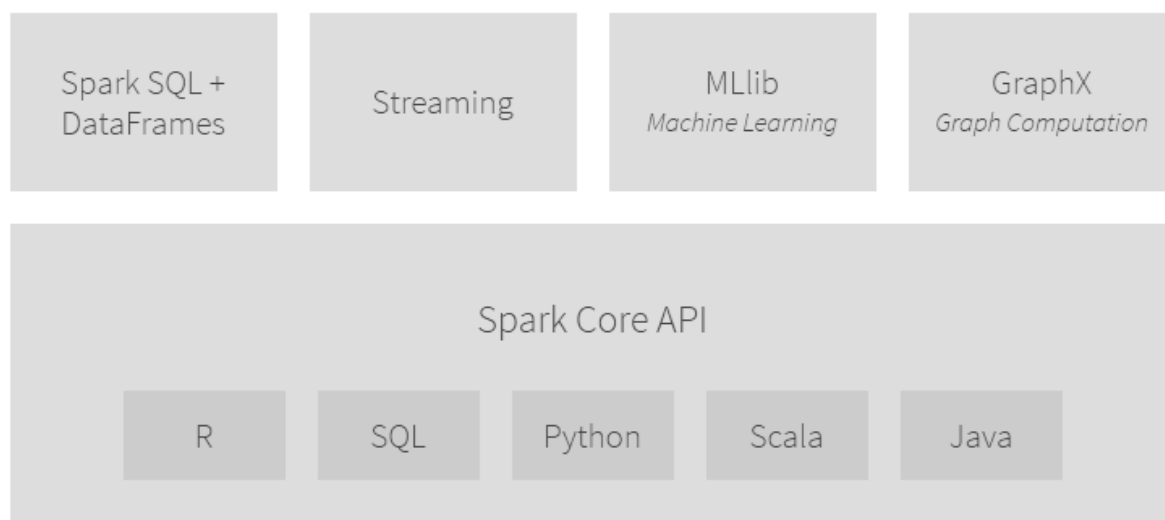 Spark SQL +
DataFrames
Streaming
MLlib
Machine Learning
GraphX
Graph Computation
Spark Core API
R
SQL
Python
Scala
Java